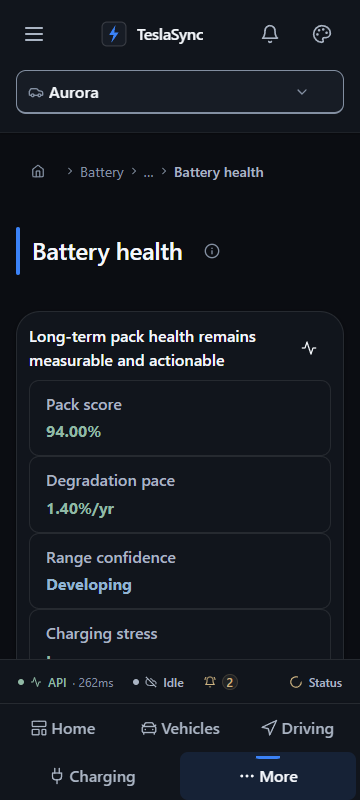 TeslaSync
Aurora
Battery
...
Battery health
Battery health
Long-term pack health remains
measurable and actionable
Pack score
94.00%
Degradation pace
1.40%/yr
Range confidence
Developing
Charging stress
API · 262ms
Idle
2
Status
Home
Vehicles
Driving
Charging
More